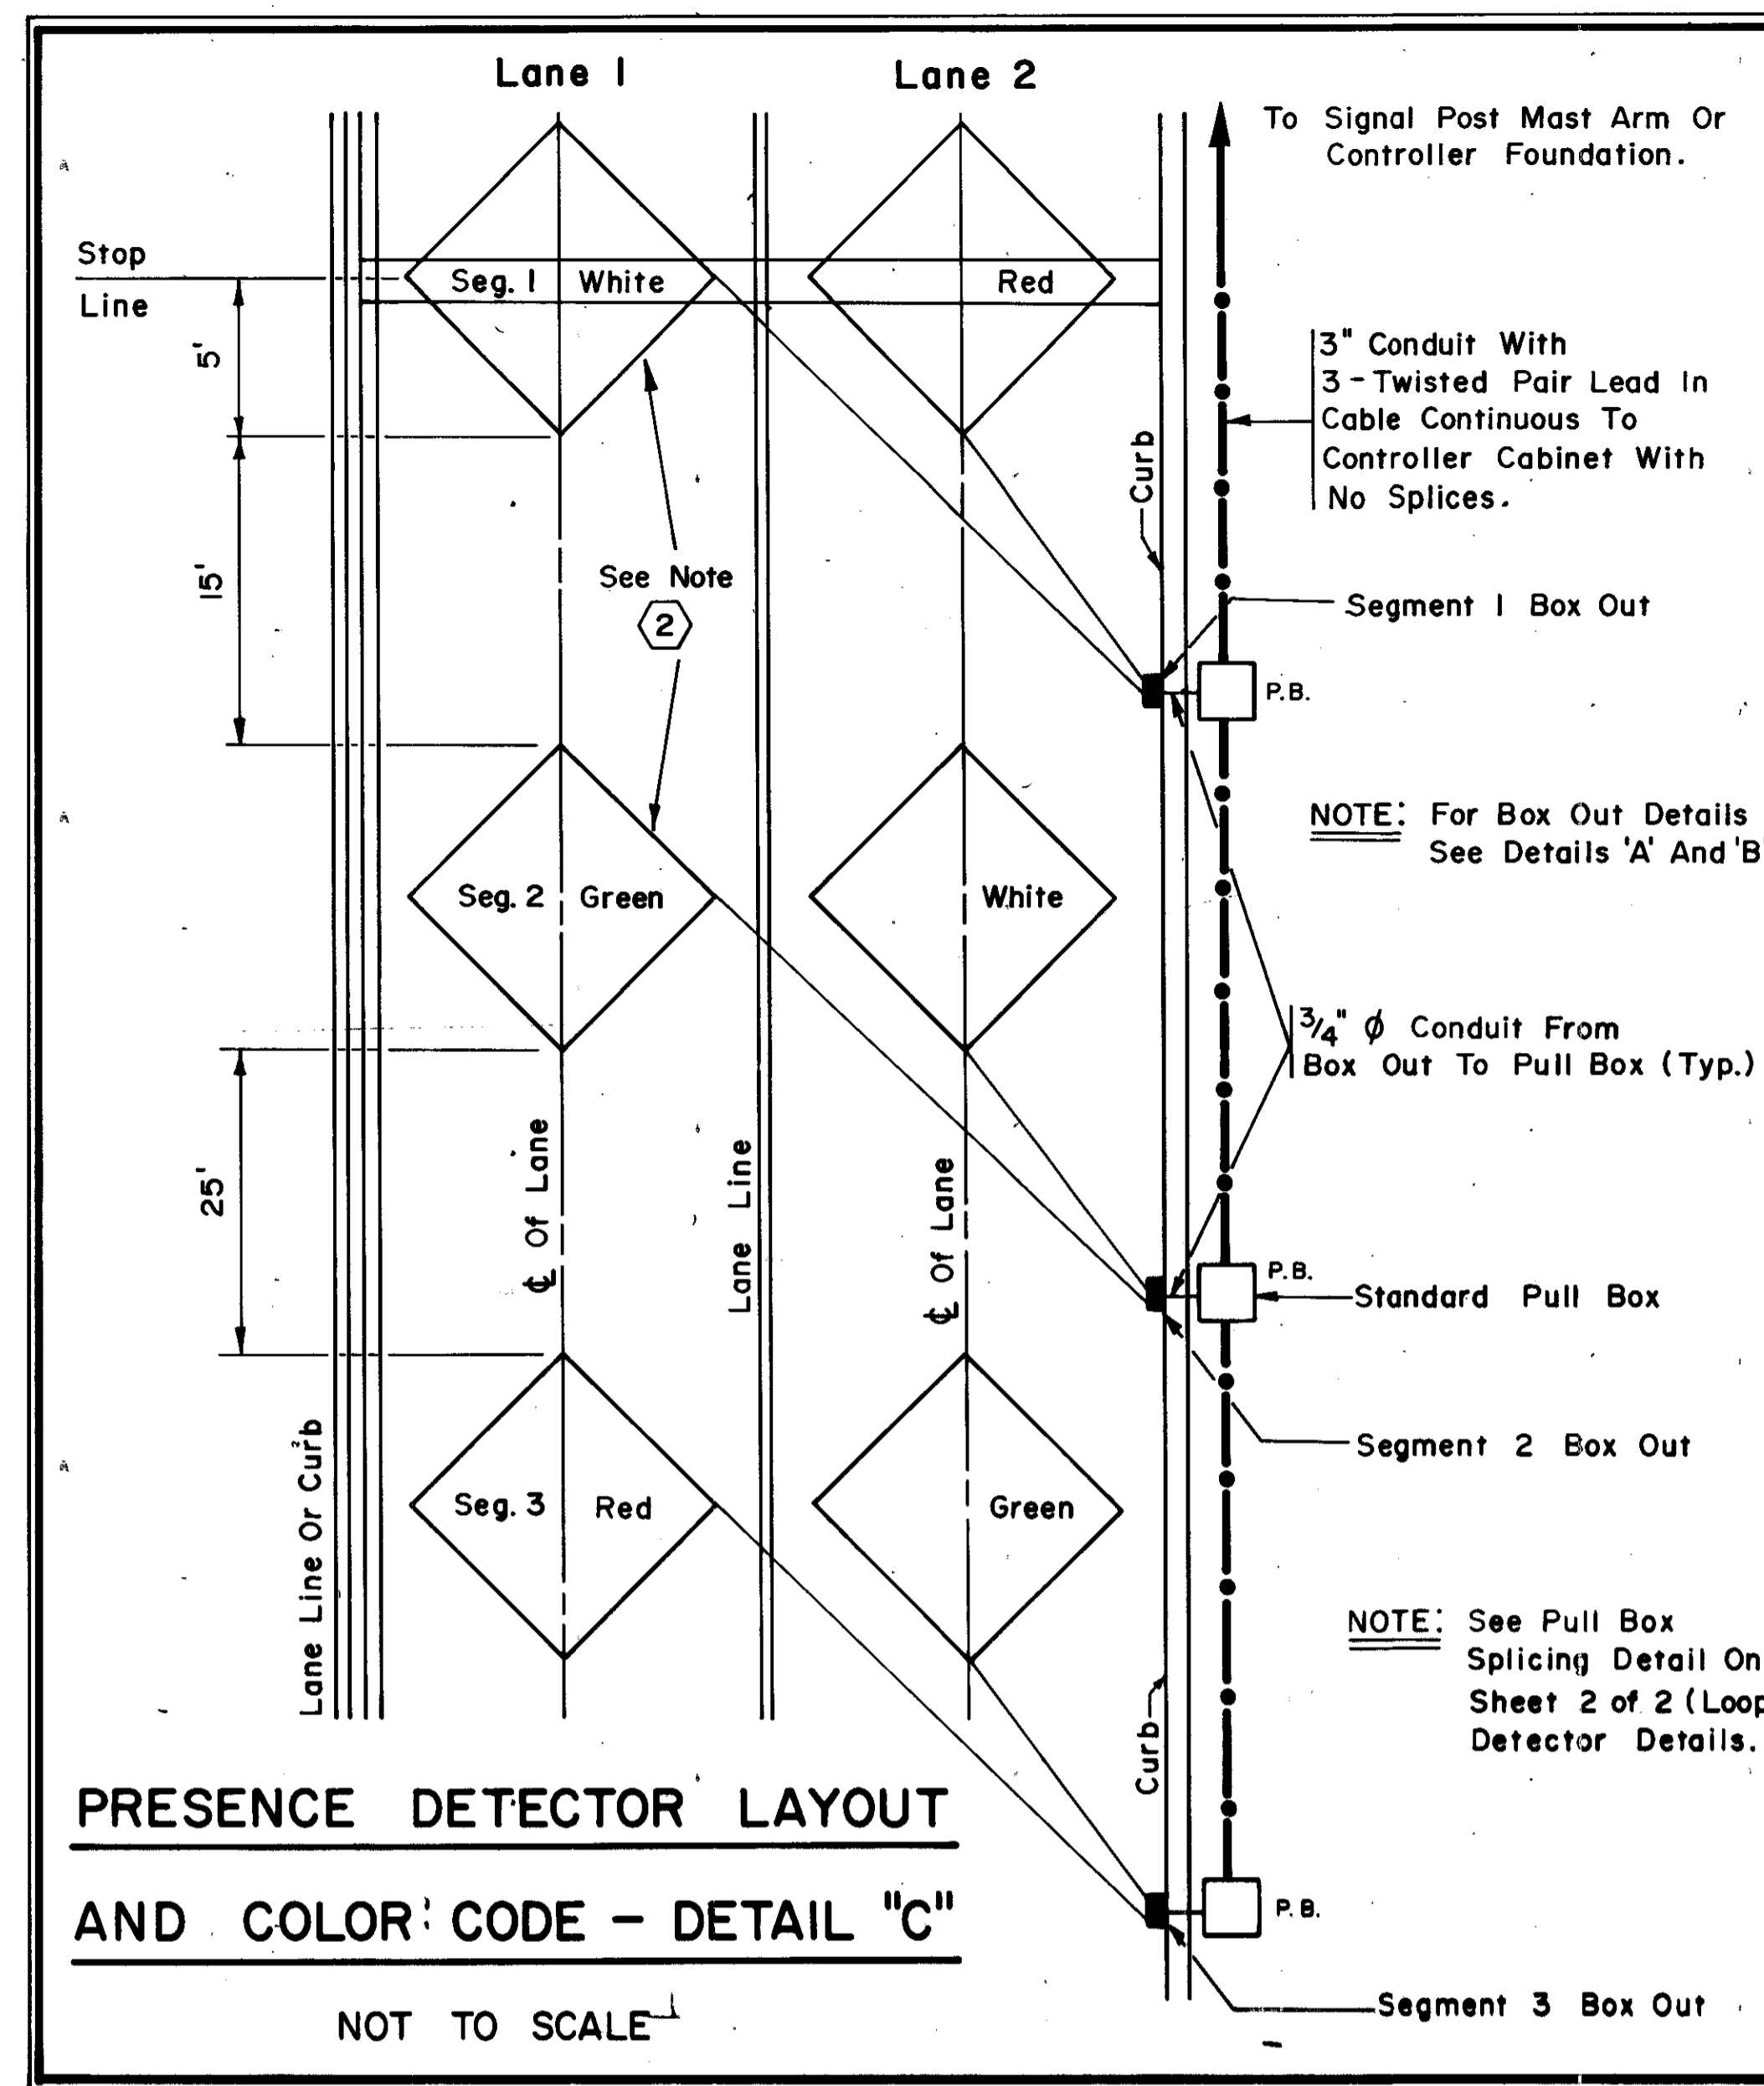 Lane 1
Lane 2
To Signal Post Mast Arm Or
Controller Foundation.
Stop
Line
Seg. 1 White
Red
5'
3" Conduit With
3-Twisted Pair Lead In
Cable Continuous To
Controller Cabinet With
No Splices.
Curb
15'
See Note
2
Segment 1 Box Out
P.B.
NOTE: For Box Out Details
See Details 'A' And 'B
Seg. 2 Green
White
3/4" ø Conduit From
Box Out To Pull Box (Typ.)
25'
℄ Of Lane
Lane Line
℄ Of Lane
P.B.
Standard Pull Box
Lane Line Or Curb
Segment 2 Box Out
Seg. 3 Red
Green
NOTE: See Pull Box
Splicing Detail On
Sheet 2 of 2 (Loop
Detector Details.
Curb
PRESENCE DETECTOR LAYOUT
AND COLOR CODE - DETAIL "C"
P.B.
Segment 3 Box Out
NOT TO SCALE